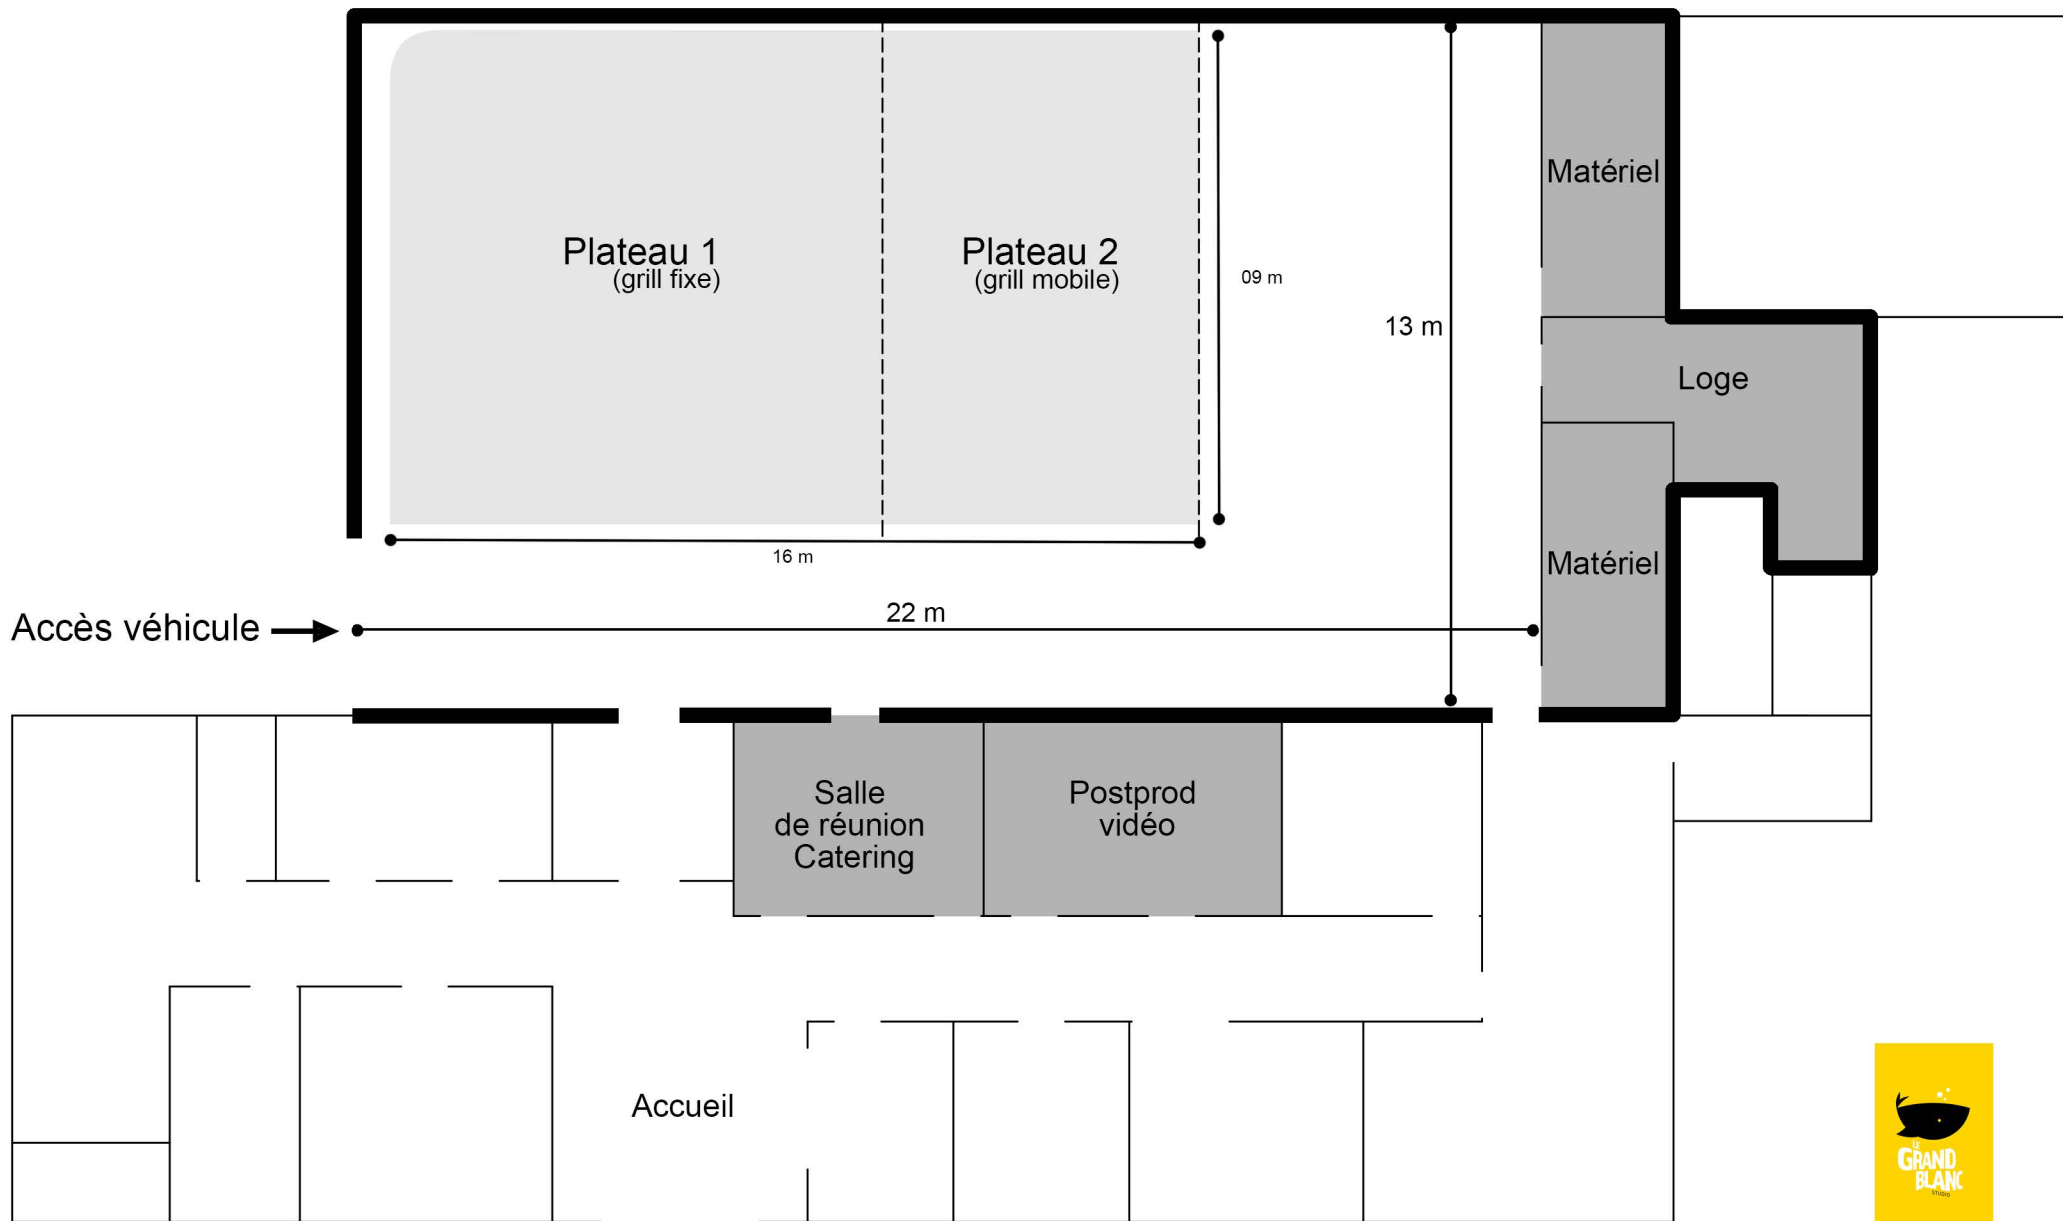 Plateau 1
(grill fixe)
Plateau 2
(grill mobile)
09 m
13 m
16 m
22 m
Matériel
Loge
Matériel
Accès véhicule
Salle
de réunion
Catering
Postprod
vidéo
Accueil
LE
GRAND
BLANC
STUDIO